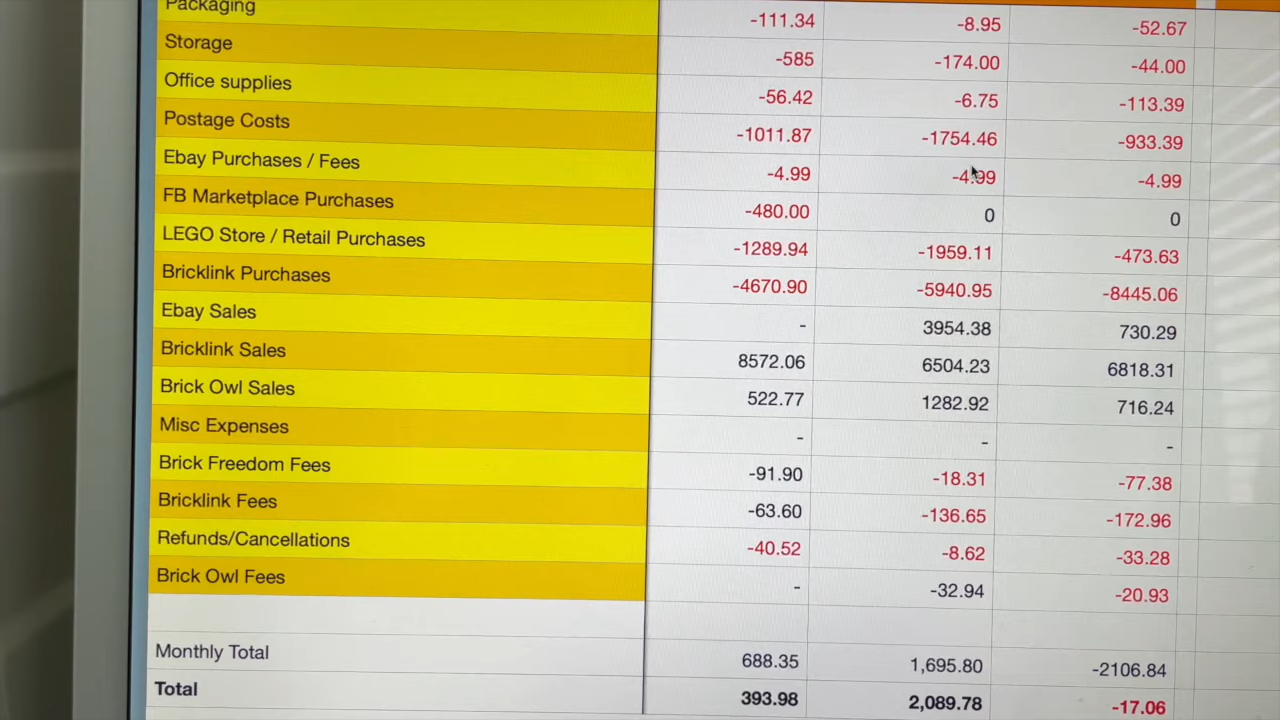 Packaging -111.34 -8.95 -52.67
Storage -585 -174.00 -44.00
Office supplies -56.42 -6.75 -113.39
Postage Costs -1011.87 -1754.46 -933.39
Ebay Purchases / Fees -4.99 -4.99 -4.99
FB Marketplace Purchases -480.00 0 0
LEGO Store / Retail Purchases -1289.94 -1959.11 -473.63
Bricklink Purchases -4670.90 -5940.95 -8445.06
Ebay Sales - 3954.38 730.29
Bricklink Sales 8572.06 6504.23 6818.31
Brick Owl Sales 522.77 1282.92 716.24
Misc Expenses - - -
Brick Freedom Fees -91.90 -18.31 -77.38
Bricklink Fees -63.60 -136.65 -172.96
Refunds/Cancellations -40.52 -8.62 -33.28
Brick Owl Fees - -32.94 -20.93
Monthly Total 688.35 1,695.80 -2106.84
Total 393.98 2,089.78 -17.06